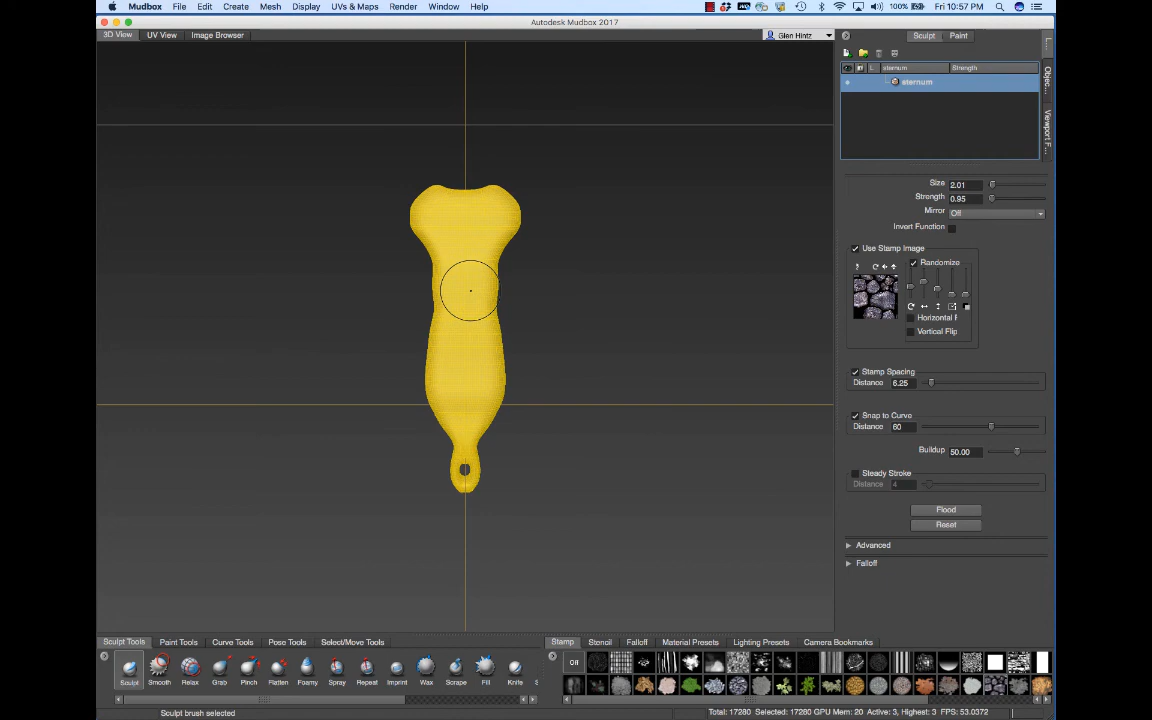 Mudbox File Edit Create Mesh Display UVs & Maps Render Window Help 100% Fri 10:57 PM
Autodesk Mudbox 2017
3D View UV View Image Browser Glen Hintz Sculpt Paint
L... sternum Strength
sternum
Objec...
Viewport F...
Size 2.01
Strength 0.95
Mirror Off
Invert Function
Use Stamp Image
Randomize
Horizontal F
Vertical Flip
Stamp Spacing
Distance 6.25
Snap to Curve
Distance 60
Buildup 50.00
Steady Stroke
Distance 4
Flood
Reset
Advanced
Falloff
Sculpt Tools Paint Tools Curve Tools Pose Tools Select/Move Tools Stamp Stencil Falloff Material Presets Lighting Presets Camera Bookmarks
Off
Sculpt Smooth Relax Grab Pinch Flatten Foamy Spray Repeat Imprint Wax Scrape Fill Knife S
Sculpt brush selected Total: 17280 Selected: 17280 GPU Mem: 20 Active: 3, Highest: 3 FPS: 53.0372